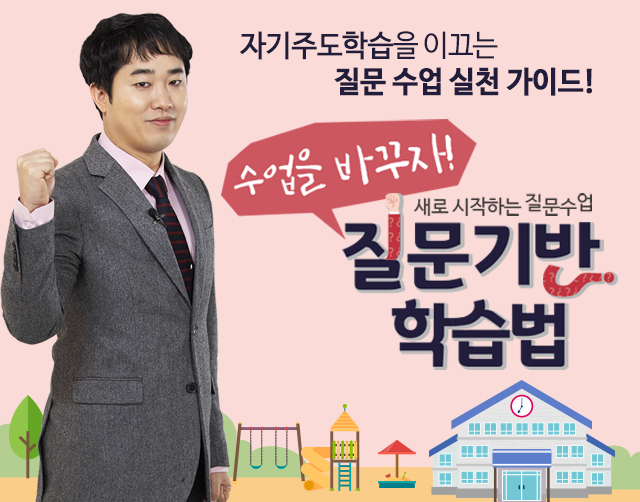 자기주도학습을 이끄는
질문 수업 실천 가이드!
수업을 바꾸자!
새로 시작하는 질문수업
질문기반
학습법